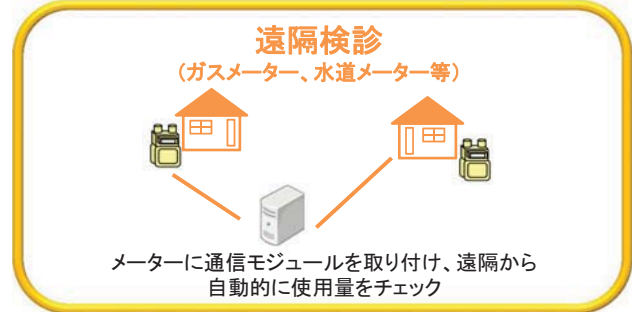 遠隔検診
（ガスメーター、水道メーター等）
メーターに通信モジュールを取り付け、遠隔から
自動的に使用量をチェック